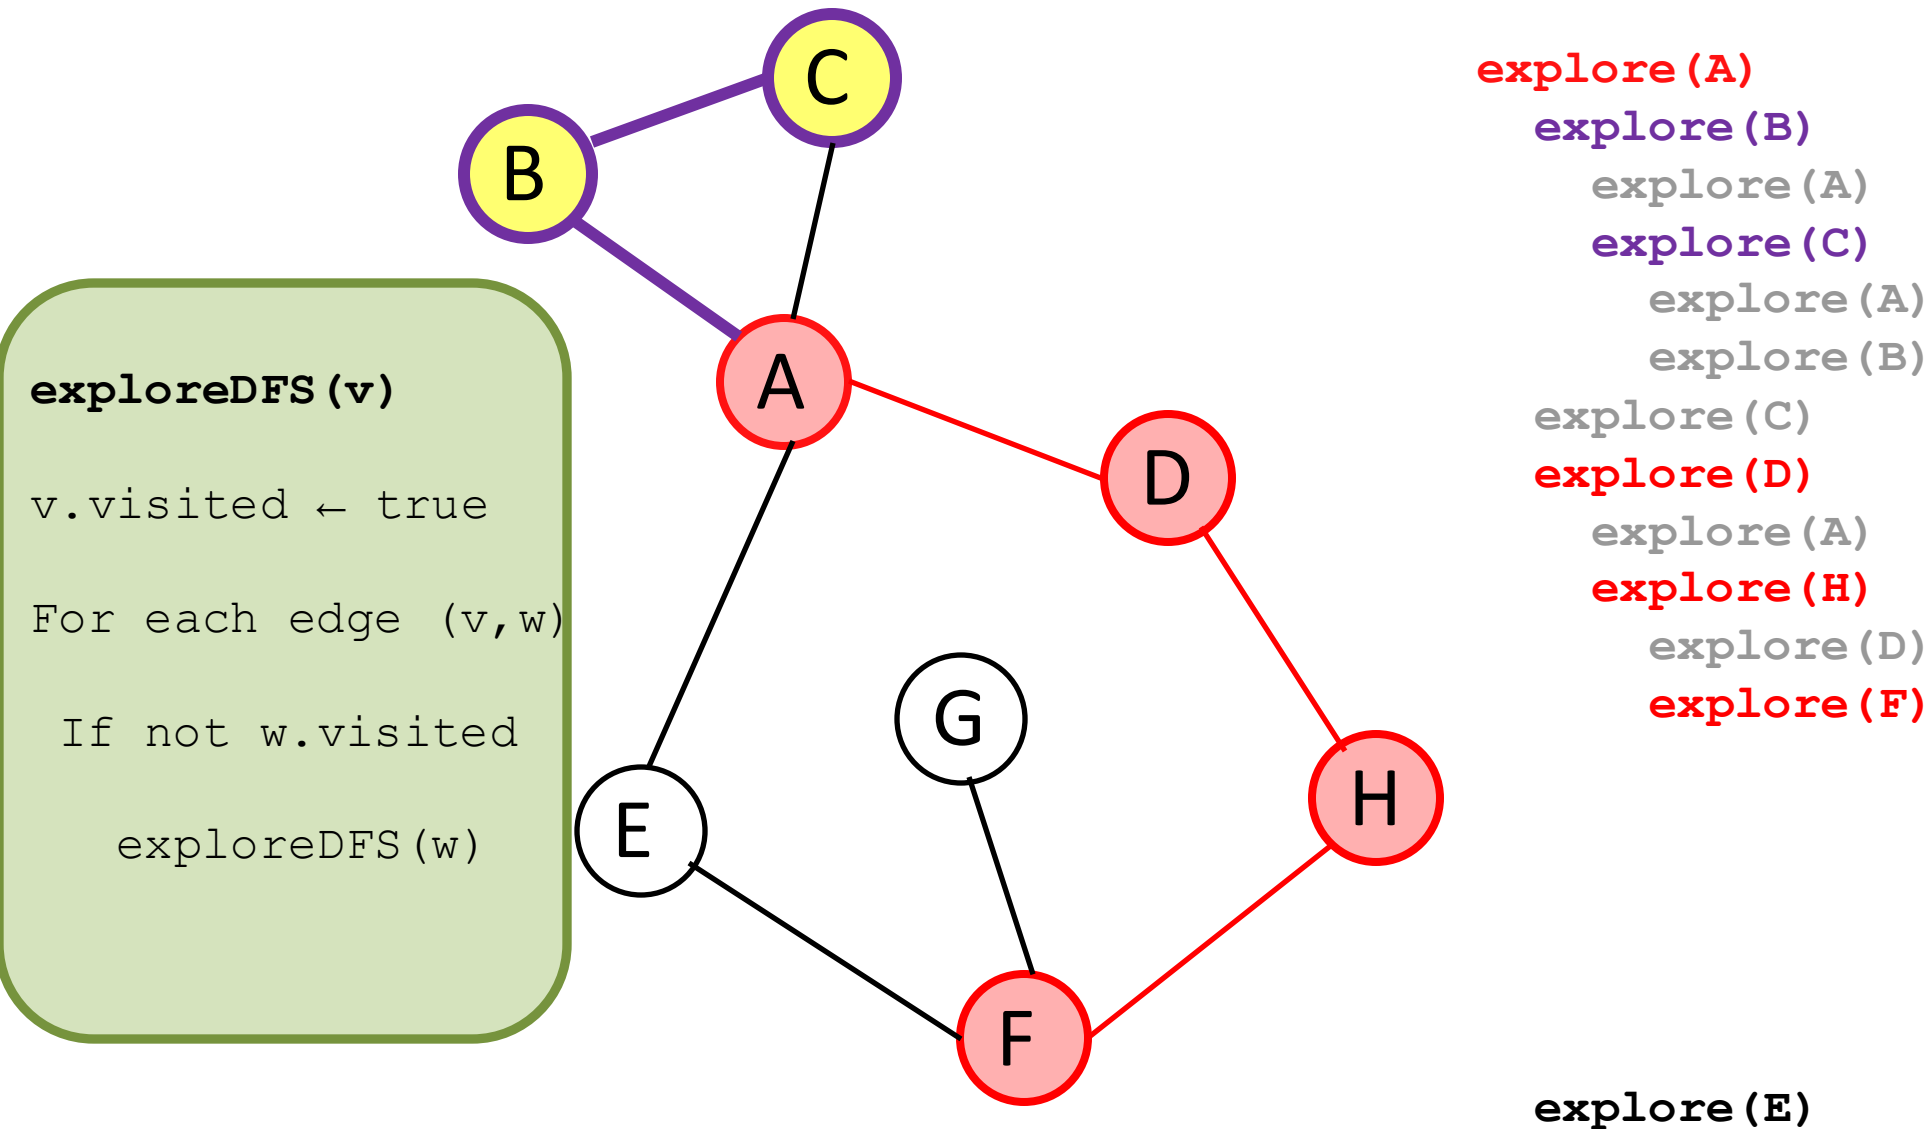 C
B
A
D
G
H
E
F
exploreDFS(v)
v.visited ← true
For each edge (v,w)
If not w.visited
exploreDFS(w)
explore(A)
explore(B)
explore(A)
explore(C)
explore(A)
explore(B)
explore(C)
explore(D)
explore(A)
explore(H)
explore(D)
explore(F)
explore(E)